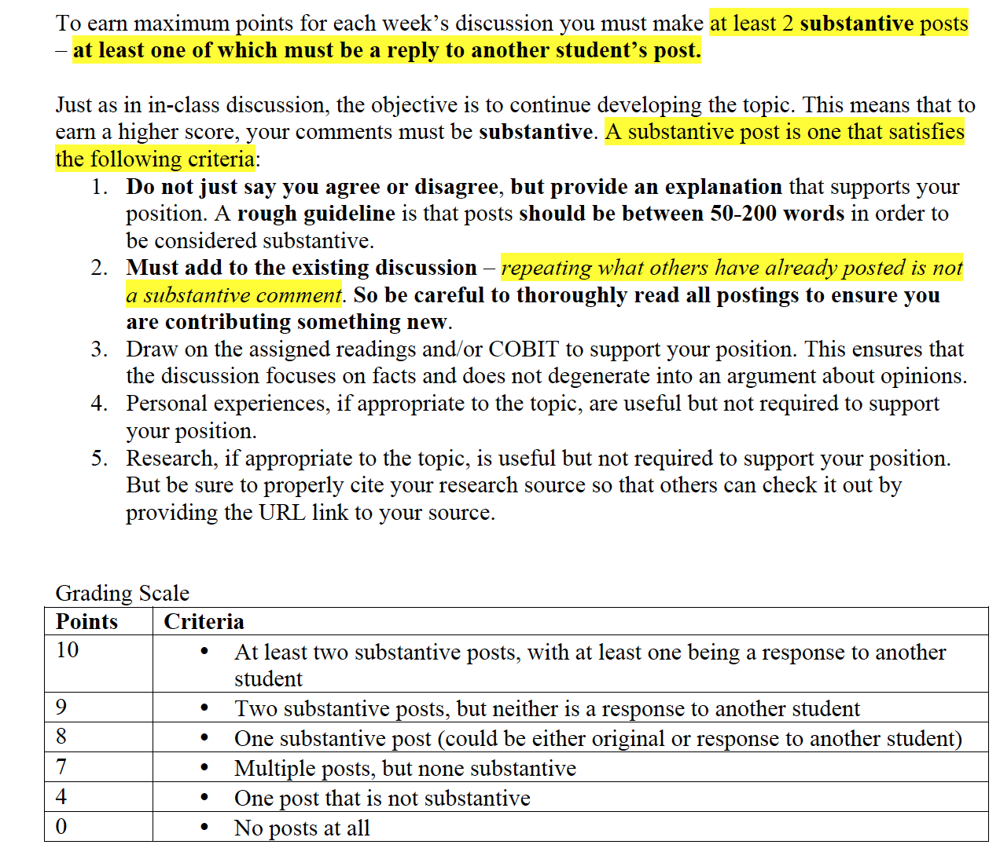 To earn maximum points for each week’s discussion you must make at least 2 substantive posts
– at least one of which must be a reply to another student’s post.
Just as in in-class discussion, the objective is to continue developing the topic. This means that to
earn a higher score, your comments must be substantive. A substantive post is one that satisfies
the following criteria:
1. Do not just say you agree or disagree, but provide an explanation that supports your
position. A rough guideline is that posts should be between 50-200 words in order to
be considered substantive.
2. Must add to the existing discussion – repeating what others have already posted is not
a substantive comment. So be careful to thoroughly read all postings to ensure you
are contributing something new.
3. Draw on the assigned readings and/or COBIT to support your position. This ensures that
the discussion focuses on facts and does not degenerate into an argument about opinions.
4. Personal experiences, if appropriate to the topic, are useful but not required to support
your position.
5. Research, if appropriate to the topic, is useful but not required to support your position.
But be sure to properly cite your research source so that others can check it out by
providing the URL link to your source.
Grading Scale
Points Criteria
10 • At least two substantive posts, with at least one being a response to another
student
9 • Two substantive posts, but neither is a response to another student
8 • One substantive post (could be either original or response to another student)
7 • Multiple posts, but none substantive
4 • One post that is not substantive
0 • No posts at all